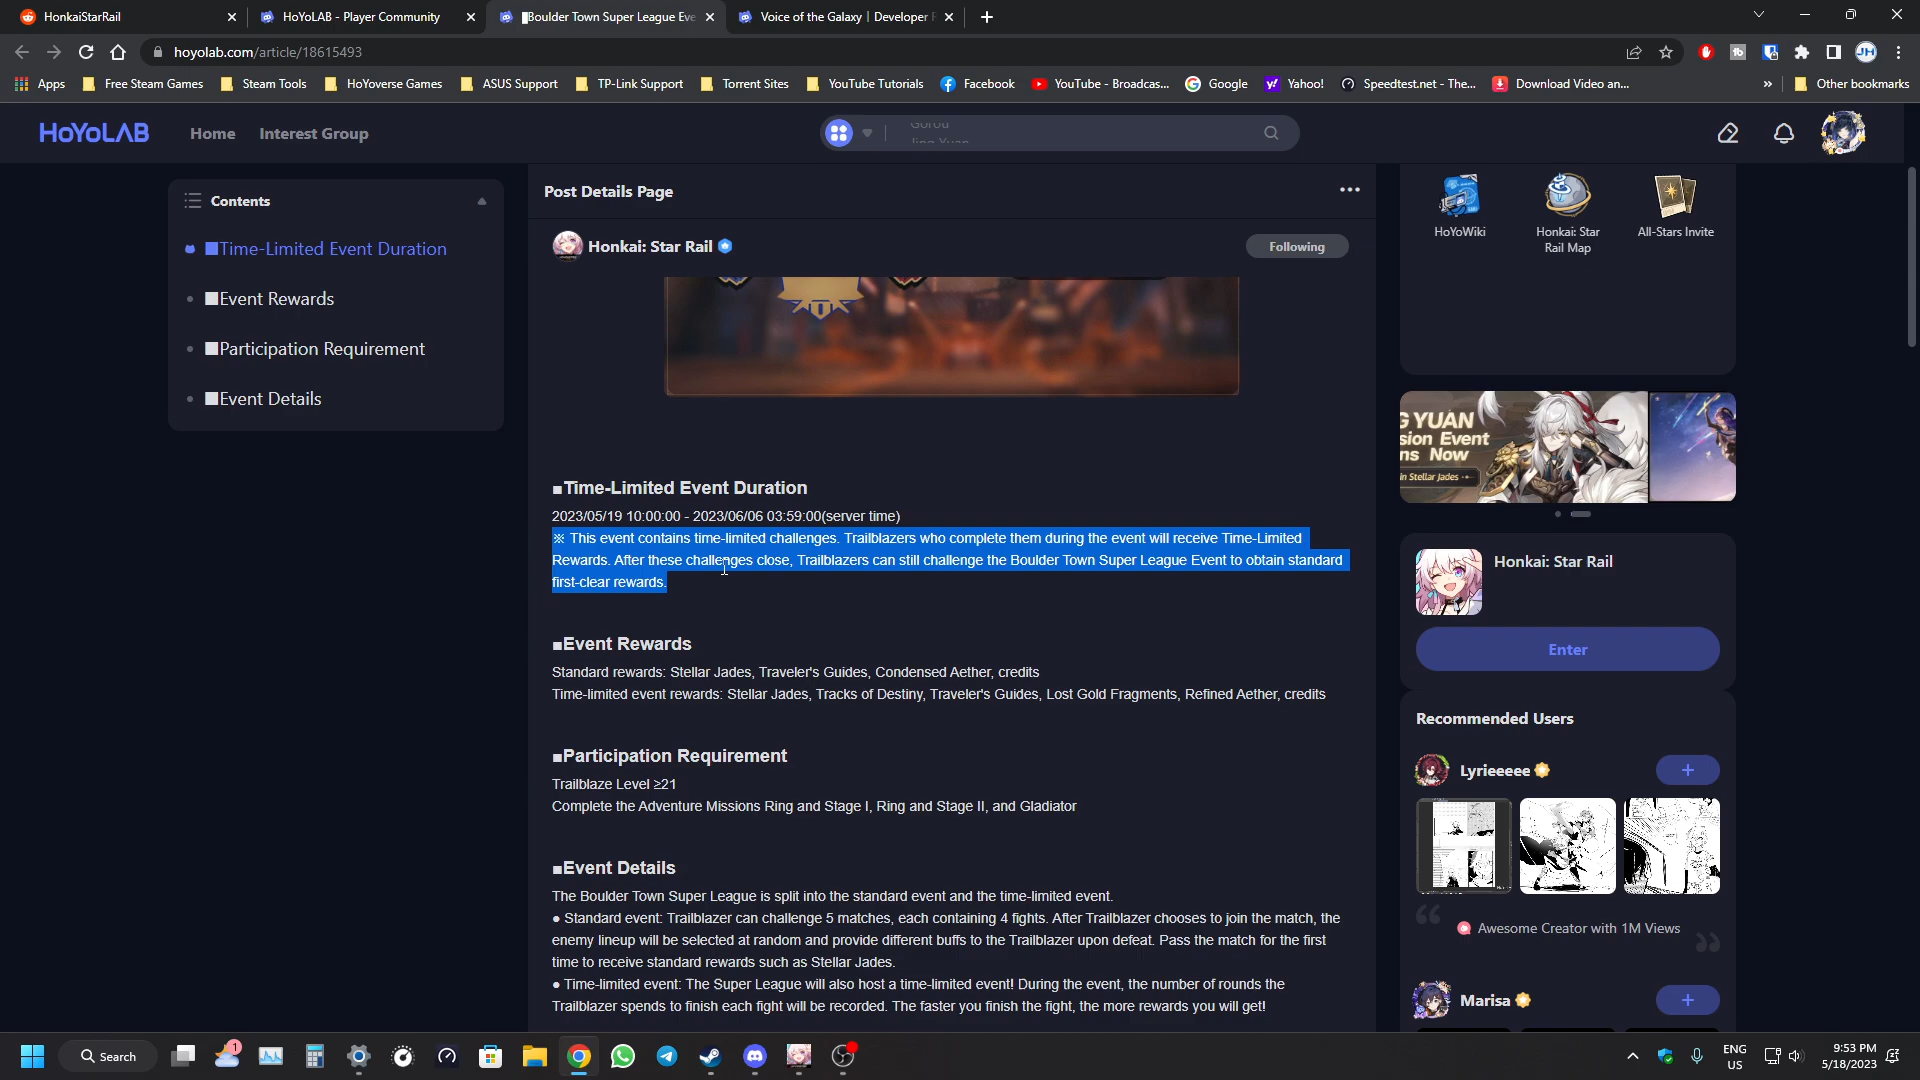 HonkaiStarRail
HoYoLAB - Player Community
Boulder Town Super League Eve
Voice of the Galaxy | Developer
hoyolab.com/article/18615493
Apps
Free Steam Games
Steam Tools
HoYoverse Games
ASUS Support
TP-Link Support
Torrent Sites
YouTube Tutorials
Facebook
YouTube - Broadcas...
Google
Yahoo!
Speedtest.net - The...
Download Video an...
»
Other bookmarks
HoYoLAB
Home
Interest Group
Contents
■Time-Limited Event Duration
■Event Rewards
■Participation Requirement
■Event Details
Post Details Page
Honkai: Star Rail
Following
■Time-Limited Event Duration
2023/05/19 10:00:00 - 2023/06/06 03:59:00(server time)
※ This event contains time-limited challenges. Trailblazers who complete them during the event will receive Time-Limited
Rewards. After these challenges close, Trailblazers can still challenge the Boulder Town Super League Event to obtain standard
first-clear rewards.
■Event Rewards
Standard rewards: Stellar Jades, Traveler's Guides, Condensed Aether, credits
Time-limited event rewards: Stellar Jades, Tracks of Destiny, Traveler's Guides, Lost Gold Fragments, Refined Aether, credits
■Participation Requirement
Trailblaze Level ≥21
Complete the Adventure Missions Ring and Stage I, Ring and Stage II, and Gladiator
■Event Details
The Boulder Town Super League is split into the standard event and the time-limited event.
● Standard event: Trailblazer can challenge 5 matches, each containing 4 fights. After Trailblazer chooses to join the match, the
enemy lineup will be selected at random and provide different buffs to the Trailblazer upon defeat. Pass the match for the first
time to receive standard rewards such as Stellar Jades.
● Time-limited event: The Super League will also host a time-limited event! During the event, the number of rounds the
Trailblazer spends to finish each fight will be recorded. The faster you finish the fight, the more rewards you will get!
HoYoWiki
Honkai: Star
Rail Map
All-Stars Invite
G YUAN
sion Event
ns Now
in Stellar Jades
Honkai: Star Rail
Enter
Recommended Users
Lyrieeeee
Awesome Creator with 1M Views
Marisa
Search
ENG
US
9:53 PM
5/18/2023